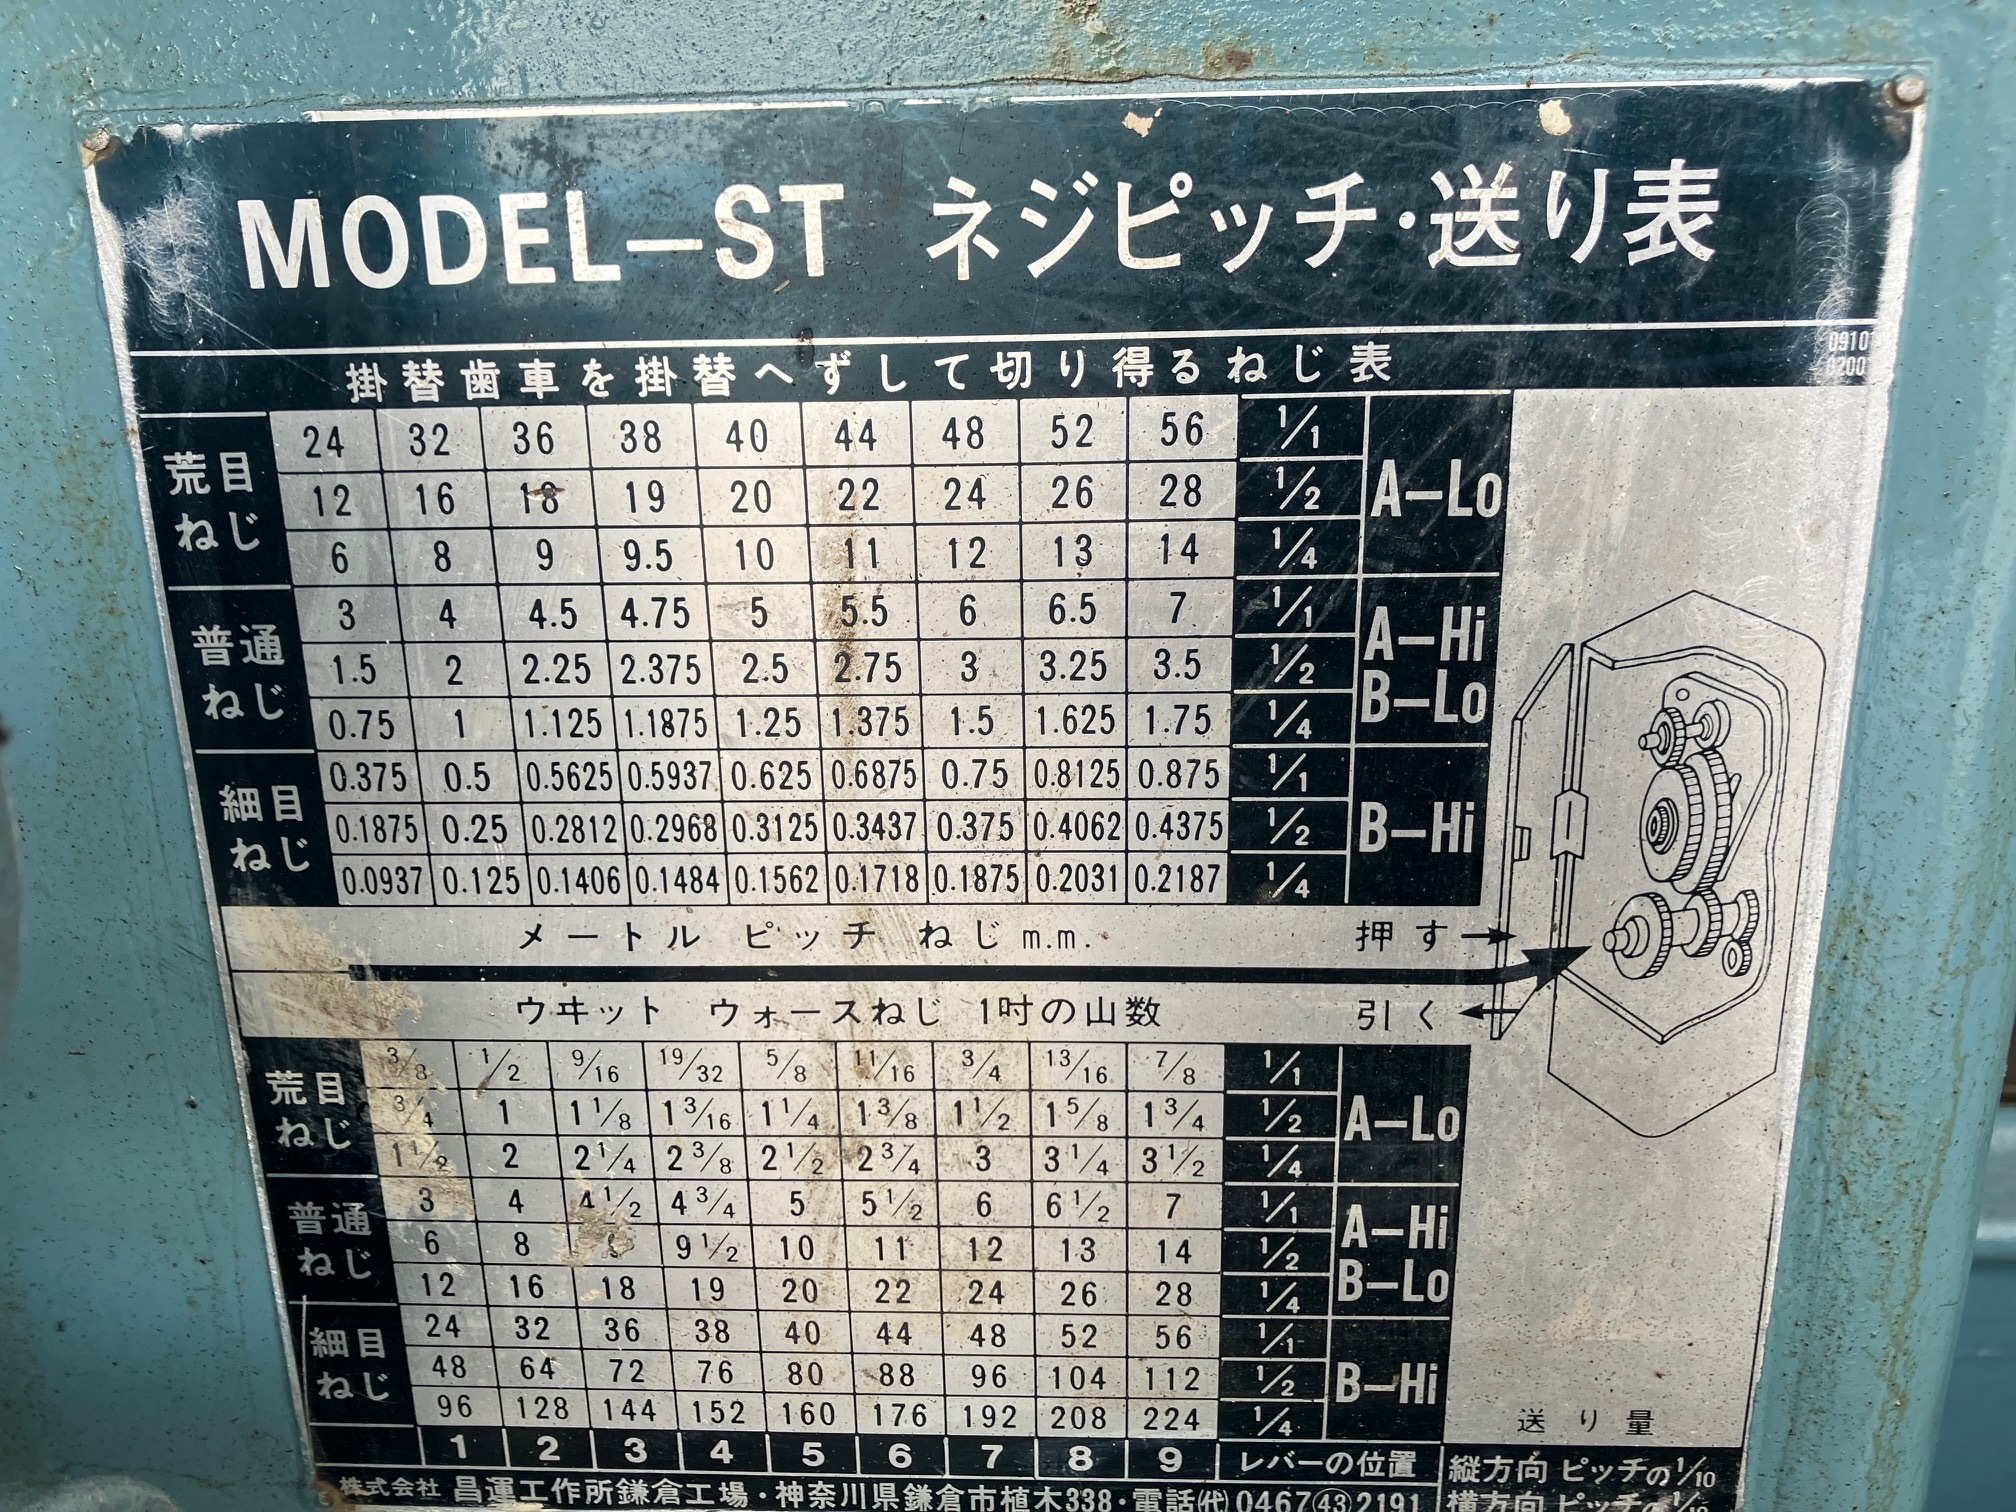 MODEL-ST ネジピッチ・送り表
0910
0200
掛替歯車を掛替へずして切り得るねじ表
荒目ねじ 24 32 36 38 40 44 48 52 56 1/1 A-Lo
12 16 18 19 20 22 24 26 28 1/2
6 8 9 9.5 10 11 12 13 14 1/4
普通ねじ 3 4 4.5 4.75 5 5.5 6 6.5 7 1/1 A-Hi B-Lo
1.5 2 2.25 2.375 2.5 2.75 3 3.25 3.5 1/2
0.75 1 1.125 1.1875 1.25 1.375 1.5 1.625 1.75 1/4
細目ねじ 0.375 0.5 0.5625 0.5937 0.625 0.6875 0.75 0.8125 0.875 1/1 B-Hi
0.1875 0.25 0.2812 0.2968 0.3125 0.3437 0.375 0.4062 0.4375 1/2
0.0937 0.125 0.1406 0.1484 0.1562 0.1718 0.1875 0.2031 0.2187 1/4
メートル ピッチ ねじ m.m. 押す
ウヰット ウォースねじ 1吋の山数 引く
荒目ねじ 3/8 1/2 9/16 19/32 5/8 11/16 3/4 13/16 7/8 1/1 A-Lo
3/4 1 1 1/8 1 3/16 1 1/4 1 3/8 1 1/2 1 5/8 1 3/4 1/2
1 1/2 2 2 1/4 2 3/8 2 1/2 2 3/4 3 3 1/4 3 1/2 1/4
普通ねじ 3 4 4 1/2 4 3/4 5 5 1/2 6 6 1/2 7 1/1 A-Hi B-Lo
6 8 9 1/2 10 11 12 13 14 1/2
12 16 18 19 20 22 24 26 28 1/4
細目ねじ 24 32 36 38 40 44 48 52 56 1/1 B-Hi
48 64 72 76 80 88 96 104 112 1/2
96 128 144 152 160 176 192 208 224 1/4
送り量
1 2 3 4 5 6 7 8 9 レバーの位置 縦方向 ピッチの1/10
株式会社 昌運工作所鎌倉工場・神奈川県鎌倉市植木338・電話(代)0467(43)2191 横方向 ピッチの